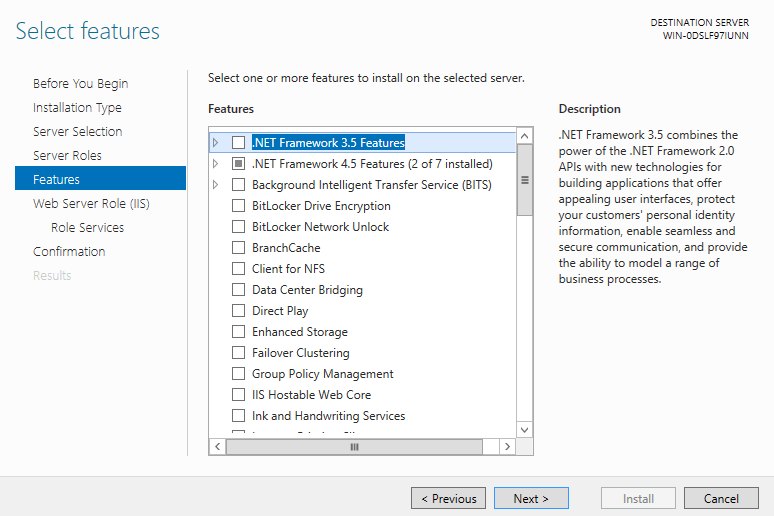 Select features
DESTINATION SERVER
WIN-0DSLF97IUNN
Before You Begin
Installation Type
Server Selection
Server Roles
Features
Web Server Role (IIS)
Role Services
Confirmation
Results
Select one or more features to install on the selected server.
Features
.NET Framework 3.5 Features
.NET Framework 4.5 Features (2 of 7 installed)
Background Intelligent Transfer Service (BITS)
BitLocker Drive Encryption
BitLocker Network Unlock
BranchCache
Client for NFS
Data Center Bridging
Direct Play
Enhanced Storage
Failover Clustering
Group Policy Management
IIS Hostable Web Core
Ink and Handwriting Services
Description
.NET Framework 3.5 combines the
power of the .NET Framework 2.0
APIs with new technologies for
building applications that offer
appealing user interfaces, protect
your customers' personal identity
information, enable seamless and
secure communication, and provide
the ability to model a range of
business processes.
< Previous
Next >
Install
Cancel